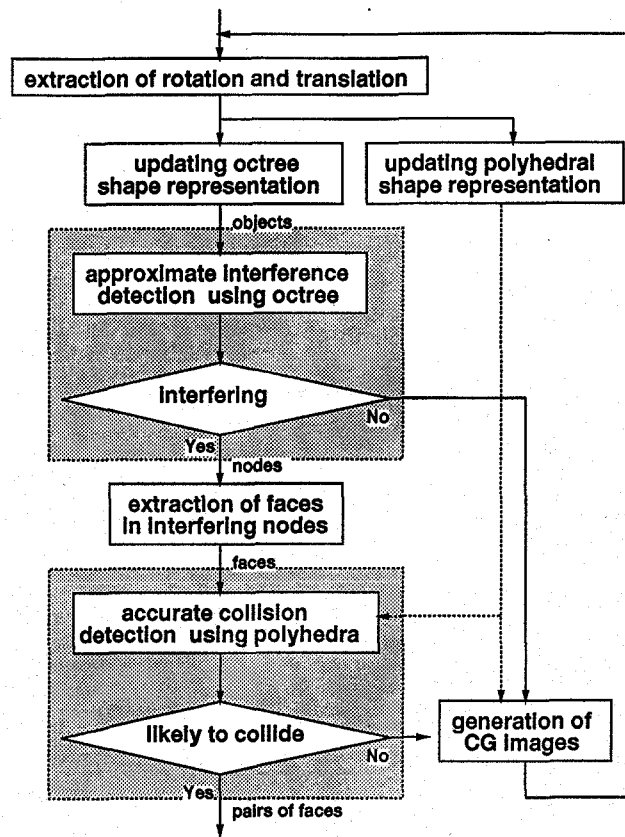 extraction of rotation and translation
updating octree
shape representation
updating polyhedral
shape representation
objects
approximate interference
detection using octree
interfering
No
Yes
nodes
extraction of faces
in interfering nodes
faces
accurate collision
detection using polyhedra
likely to collide
No
generation of
CG images
Yes
pairs of faces